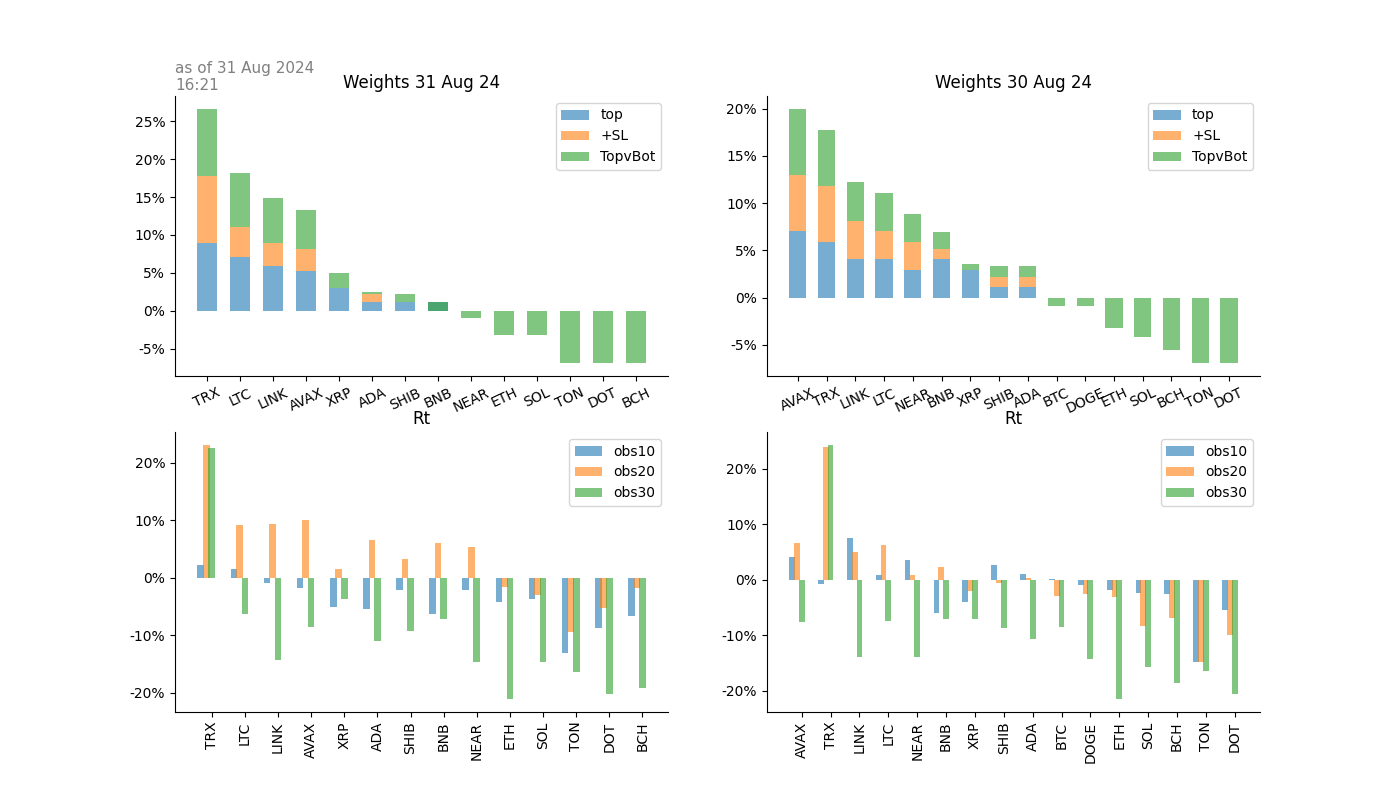 as of 31 Aug 2024
16:21
Weights 31 Aug 24
25%
20%
15%
10%
5%
0%
-5%
top
+SL
TopvBot
TRX LTC LINK AVAX XRP ADA SHIB BNB NEAR ETH SOL TON DOT BCH
Weights 30 Aug 24
20%
15%
10%
5%
0%
-5%
top
+SL
TopvBot
AVAX TRX LINK LTC NEAR BNB XRP SHIB ADA BTC DOGE ETH SOL BCH TON DOT
Rt
20%
10%
0%
-10%
-20%
obs10
obs20
obs30
TRX LTC LINK AVAX XRP ADA SHIB BNB NEAR ETH SOL TON DOT BCH
Rt
20%
10%
0%
-10%
-20%
obs10
obs20
obs30
AVAX TRX LINK LTC NEAR BNB XRP SHIB ADA BTC DOGE ETH SOL BCH TON DOT